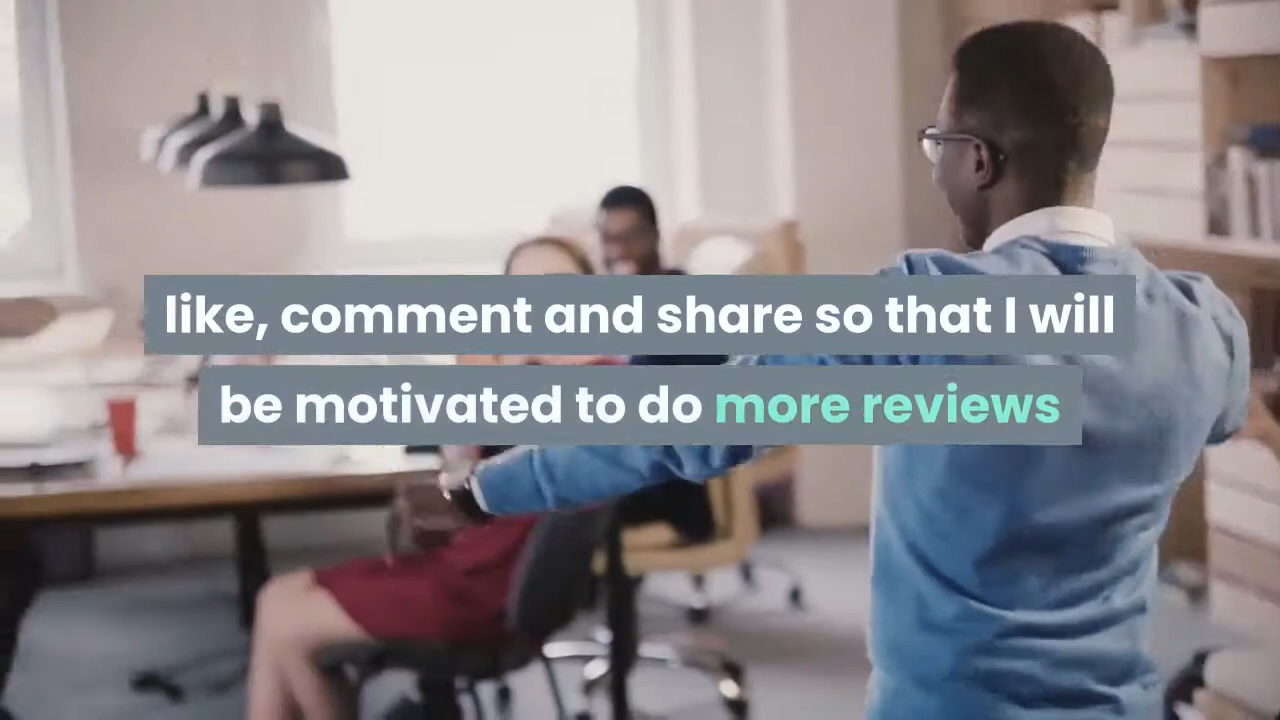 like, comment and share so that I will
be motivated to do more reviews